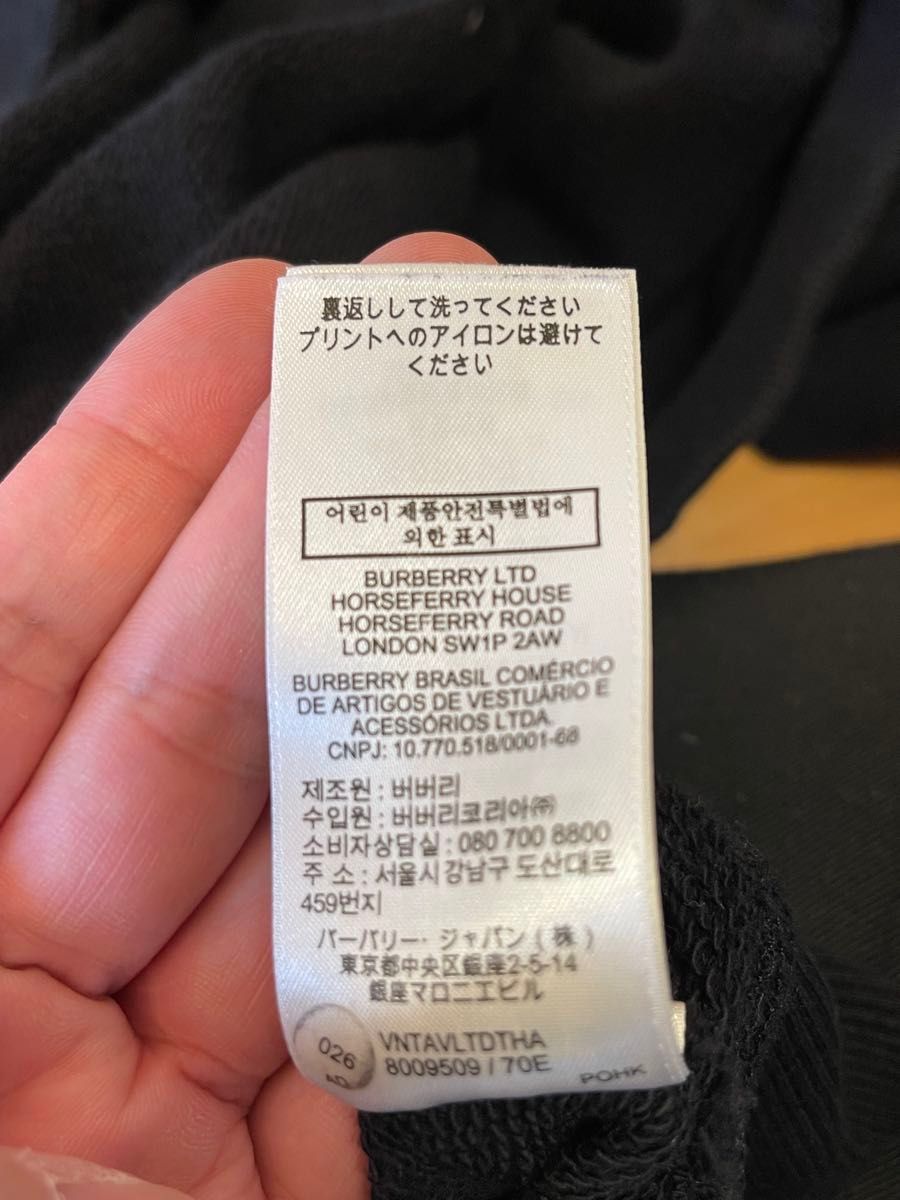 裏返しして洗ってください
プリントへのアイロンは避けて
ください
어린이 제품안전특별법에
의한 표시
BURBERRY LTD
HORSEFERRY HOUSE
HORSEFERRY ROAD
LONDON SW1P 2AW
BURBERRY BRASIL COMÉRCIO
DE ARTIGOS DE VESTUÁRIO E
ACESSÓRIOS LTDA.
CNPJ: 10.770.518/0001-68
제조원 : 버버리
수입원 : 버버리코리아㈜
소비자상담실 : 080 700 8800
주 소 : 서울시강남구 도산대로
459번지
バーバリー・ジャパン(株)
東京都中央区銀座2-5-14
銀座マロニエビル
026
AD
VNTAVLTDTHA
8009509 / 70E
POHK